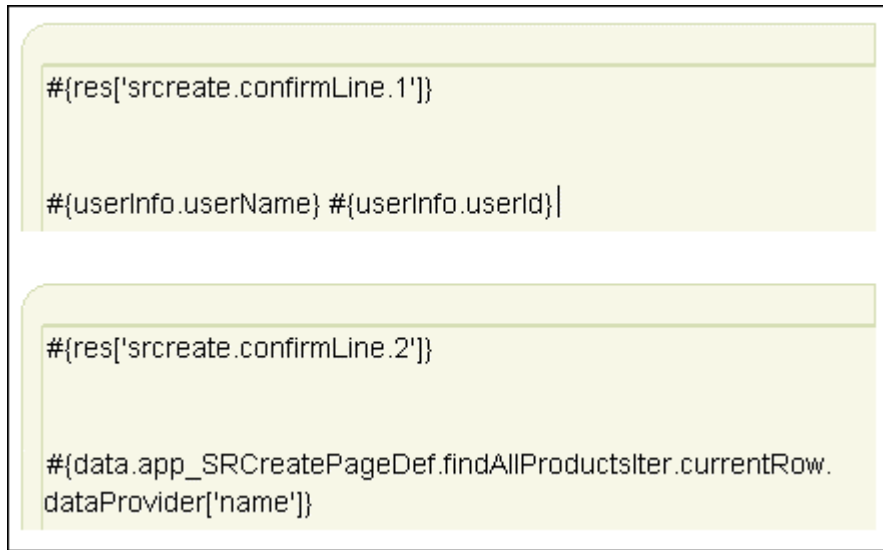 #{res['srcreate.confirmLine.1']}
#{userInfo.userName} #{userInfo.userId}
#{res['srcreate.confirmLine.2']}
#{data.app_SRCreatePageDef.findAllProductsIter.currentRow.
dataProvider['name']}